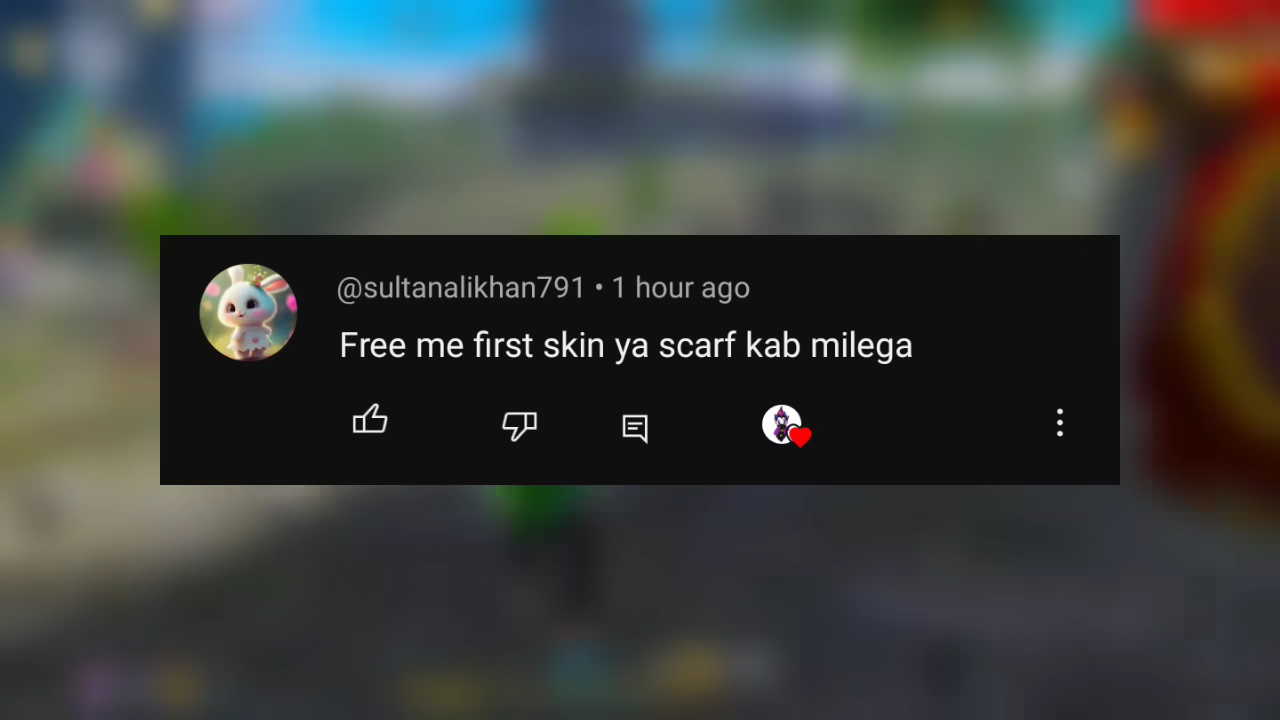 @sultanalikhan791 • 1 hour ago
Free me first skin ya scarf kab milega